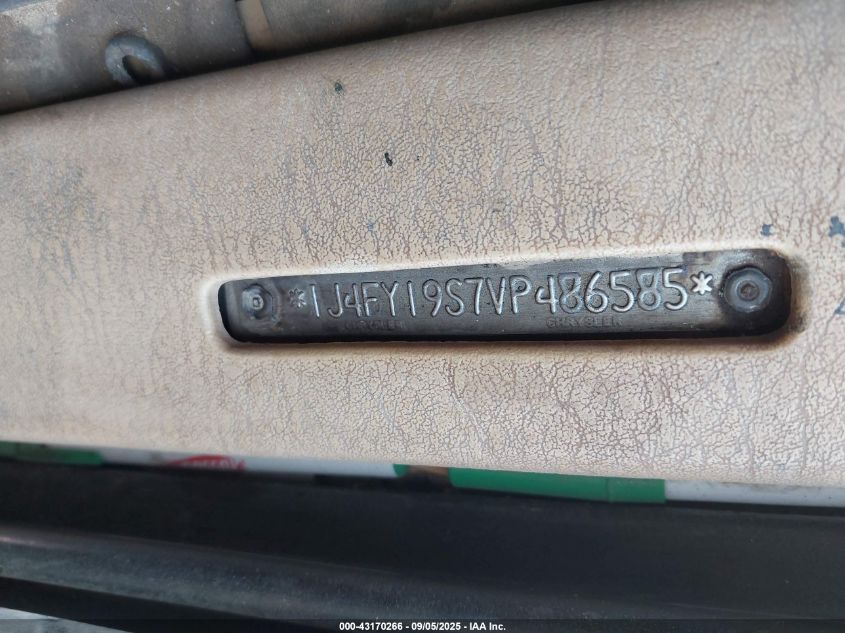 *1J4FY19S7VP486585*
CHRYSLER CHRYSLER
000-43170266 - 09/05/2025 - IAA Inc.